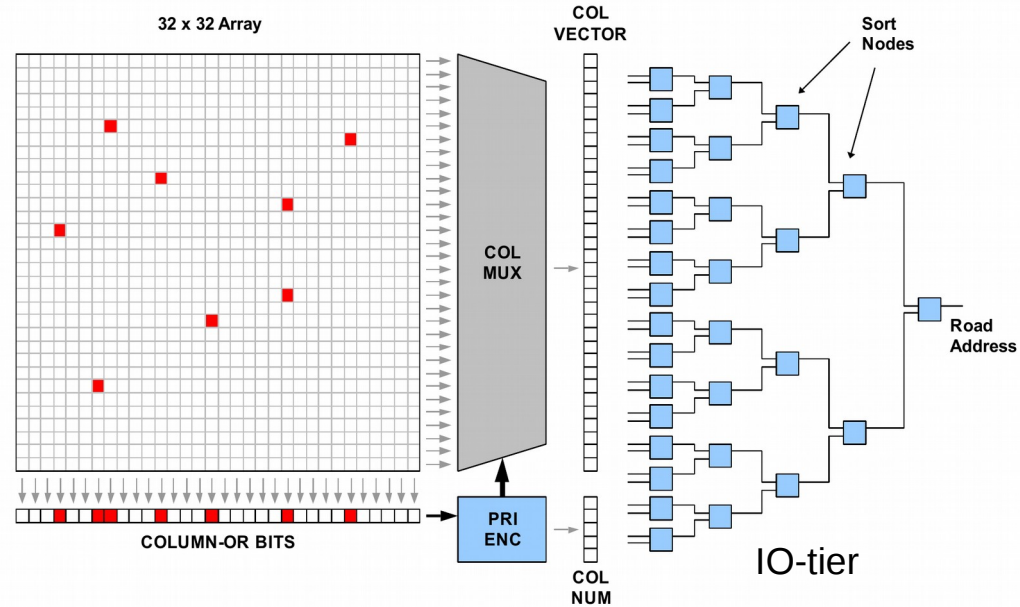 32 x 32 Array
COL
VECTOR
Sort
Nodes
COL
MUX
Road
Address
PRI
ENC
COLUMN-OR BITS
IO-tier
COL
NUM